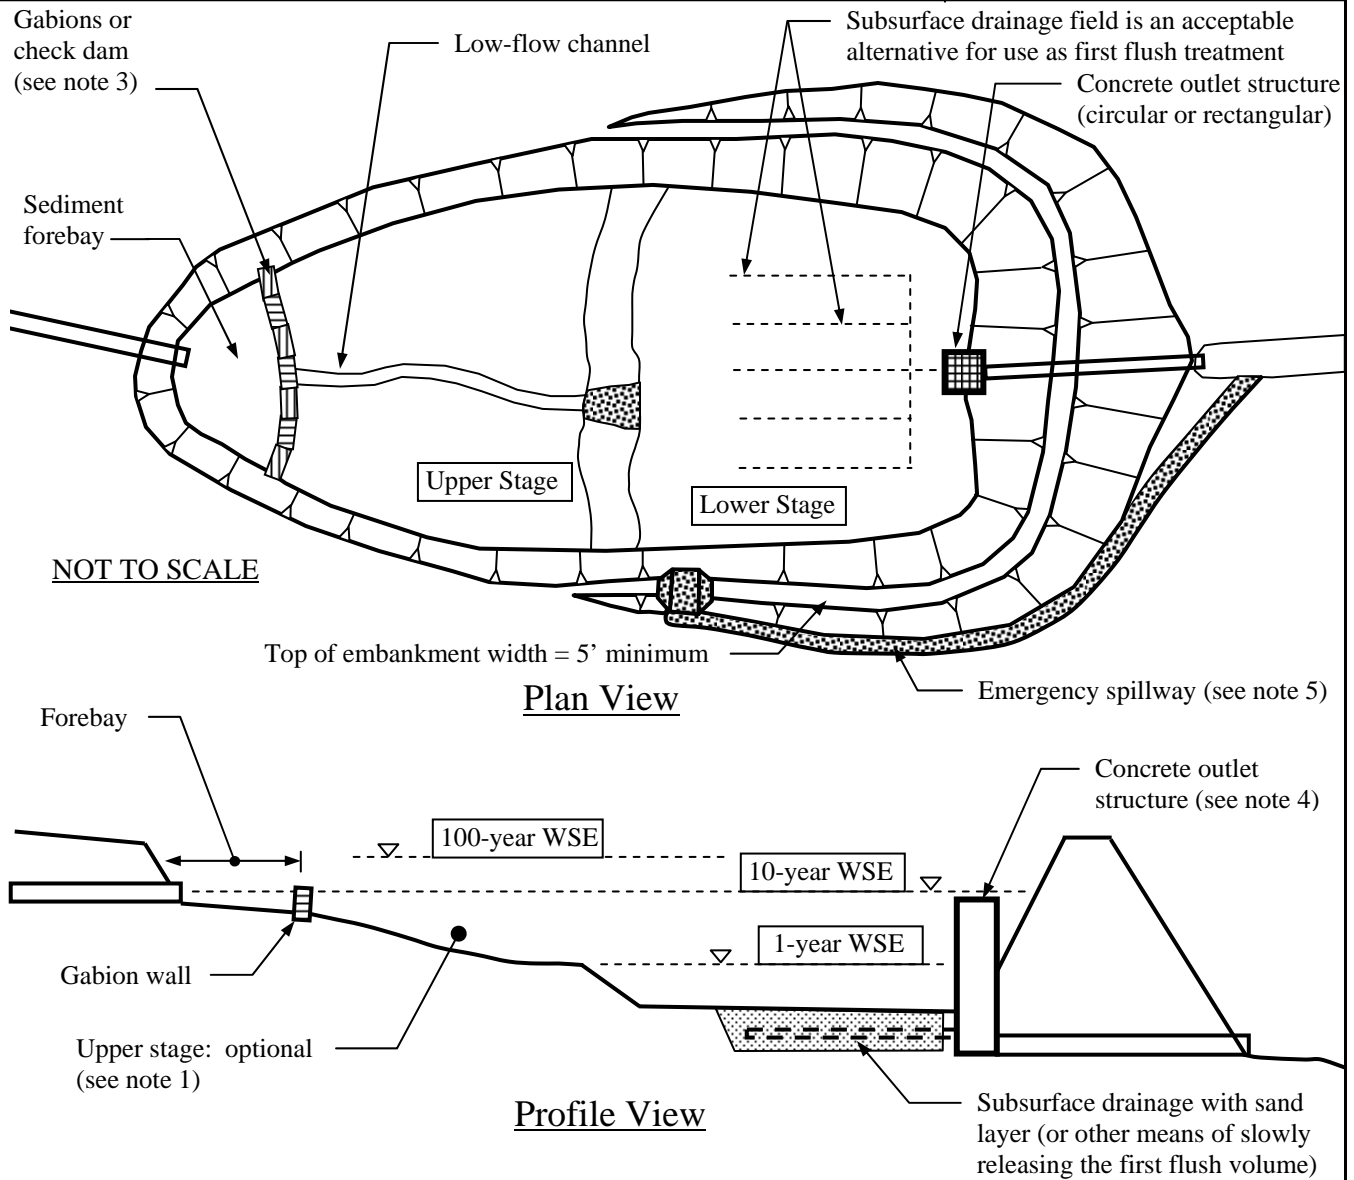 Gabions or
check dam
(see note 3)
Low-flow channel
Subsurface drainage field is an acceptable
alternative for use as first flush treatment
Concrete outlet structure
(circular or rectangular)
Sediment
forebay
Upper Stage
Lower Stage
NOT TO SCALE
Top of embankment width = 5’ minimum
Plan View
Emergency spillway (see note 5)
Forebay
Concrete outlet
structure (see note 4)
100-year WSE
10-year WSE
1-year WSE
Gabion wall
Upper stage:  optional
(see note 1)
Profile View
Subsurface drainage with sand
layer (or other means of slowly
releasing the first flush volume)